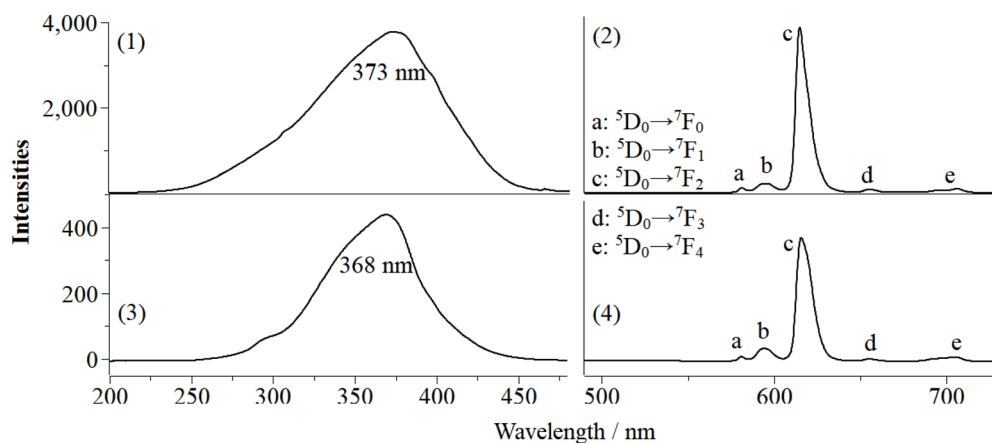 4,000
(1)
373 nm
2,000
(2)
c
a: ⁵D₀→⁷F₀
b: ⁵D₀→⁷F₁
c: ⁵D₀→⁷F₂
a
b
d
e
Intensities
400
368 nm
200
(3)
0
d: ⁵D₀→⁷F₃
e: ⁵D₀→⁷F₄
c
(4)
a
b
d
e
200 250 300 350 400 450 500 600 700
Wavelength / nm